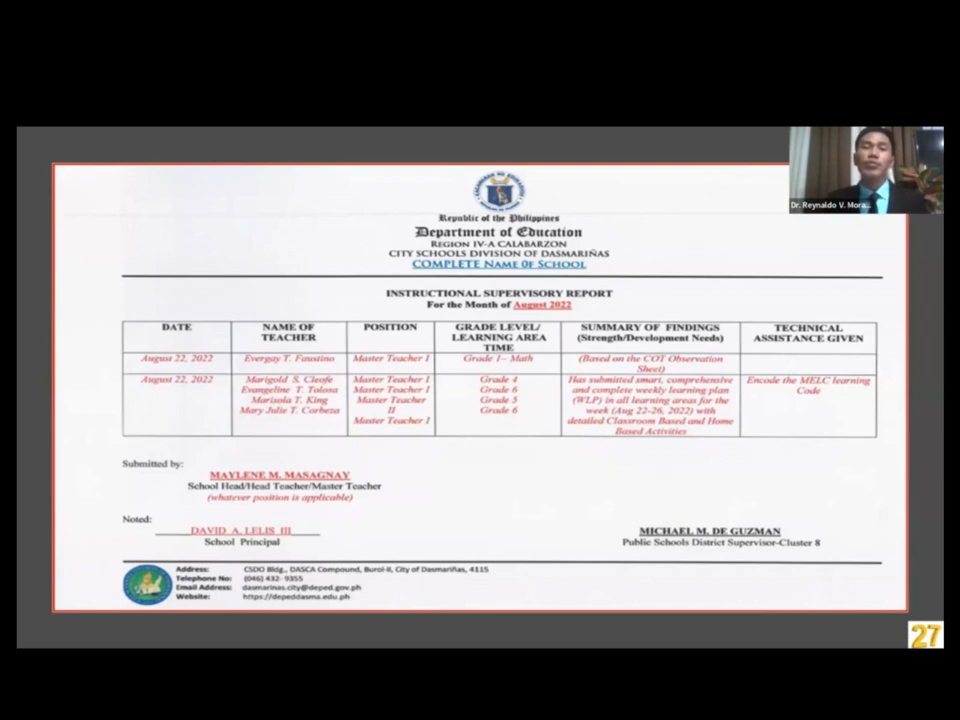 Dr. Reynaldo V. Mora...
Republic of the Philippines
Department of Education
REGION IV-A CALABARZON
CITY SCHOOLS DIVISION OF DASMARIÑAS
COMPLETE NAME OF SCHOOL
INSTRUCTIONAL SUPERVISORY REPORT
For the Month of August 2022
DATE
NAME OF
TEACHER
POSITION
GRADE LEVEL/
LEARNING AREA
TIME
SUMMARY OF FINDINGS
(Strength/Development Needs)
TECHNICAL
ASSISTANCE GIVEN
August 22, 2022
Evergay T. Faustino
Master Teacher I
Grade 1– Math
(Based on the COT Observation
Sheet)
August 22, 2022
Marigold S. Cleofe
Evangeline T. Tolosa
Marisola T. King
Mary Julie T. Corbeza
Master Teacher I
Master Teacher I
Master Teacher
II
Master Teacher I
Grade 4
Grade 6
Grade 5
Grade 6
Has submitted smart, comprehensive
and complete weekly learning plan
(WLP) in all learning areas for the
week (Aug 22-26, 2022) with
detailed Classroom Based and Home
Based Activities
Encode the MELC learning
Code
Submitted by:
MAYLENE M. MASAGNAY
School Head/Head Teacher/Master Teacher
(whatever position is applicable)
Noted:
DAVID A. LELIS III
School Principal
MICHAEL M. DE GUZMAN
Public Schools District Supervisor-Cluster 8
Address: CSDO Bldg., DASCA Compound, Burol-II, City of Dasmariñas, 4115
Telephone No: (046) 432- 9355
Email Address: dasmarinas.city@deped.gov.ph
Website: https://depeddasma.edu.ph
27